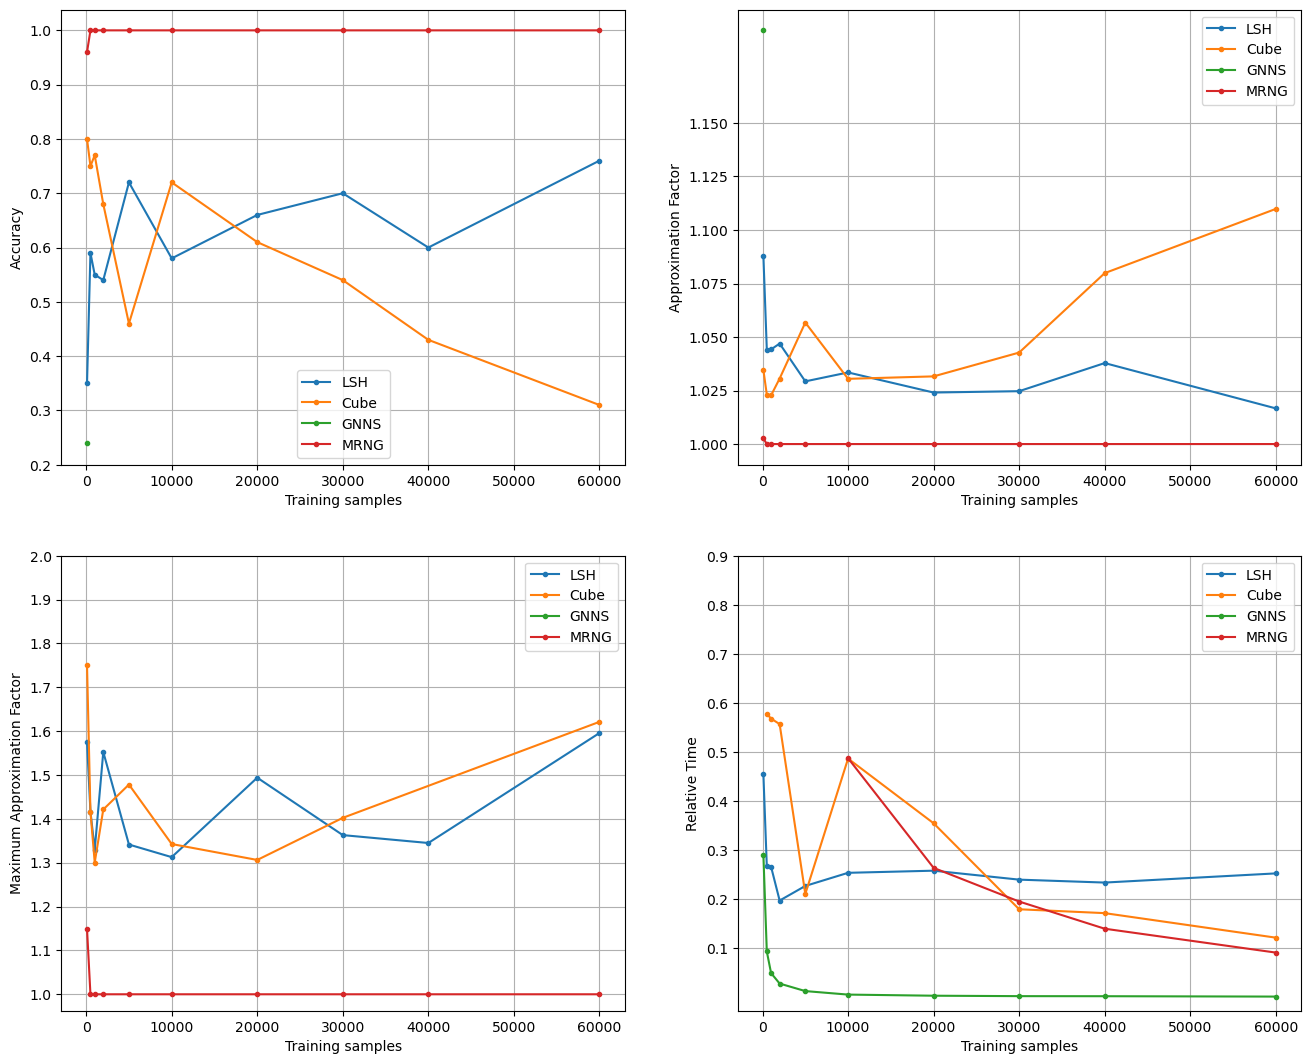 1.0
0.9
0.8
0.7
0.6
0.5
0.4
0.3
0.2
Accuracy
LSH
Cube
GNNS
MRNG
0 10000 20000 30000 40000 50000 60000
Training samples
1.150
1.125
1.100
1.075
1.050
1.025
1.000
Approximation Factor
LSH
Cube
GNNS
MRNG
0 10000 20000 30000 40000 50000 60000
Training samples
2.0
1.9
1.8
1.7
1.6
1.5
1.4
1.3
1.2
1.1
1.0
Maximum Approximation Factor
LSH
Cube
GNNS
MRNG
0 10000 20000 30000 40000 50000 60000
Training samples
0.9
0.8
0.7
0.6
0.5
0.4
0.3
0.2
0.1
Relative Time
LSH
Cube
GNNS
MRNG
0 10000 20000 30000 40000 50000 60000
Training samples